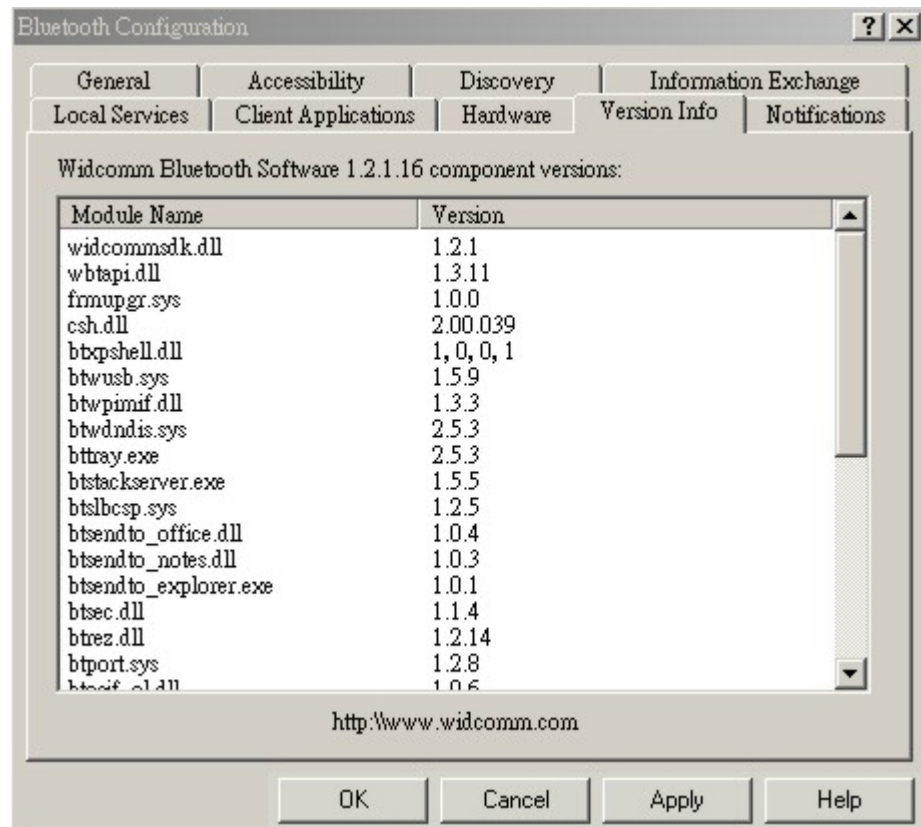 Bluetooth Configuration
General Accessibility Discovery Information Exchange
Local Services Client Applications Hardware Version Info Notifications
Widcomm Bluetooth Software 1.2.1.16 component versions:
Module Name Version
widcommsdk.dll 1.2.1
wbtapi.dll 1.3.11
frmupgr.sys 1.0.0
csh.dll 2.00.039
btxpshell.dll 1, 0, 0, 1
btwusb.sys 1.5.9
btwpimif.dll 1.3.3
btwdndis.sys 2.5.3
bttray.exe 2.5.3
btstackserver.exe 1.5.5
btslbcsp.sys 1.2.5
btsendto_office.dll 1.0.4
btsendto_notes.dll 1.0.3
btsendto_explorer.exe 1.0.1
btsec.dll 1.1.4
btrez.dll 1.2.14
btport.sys 1.2.8
1.0.6
http:\\www.widcomm.com
OK Cancel Apply Help